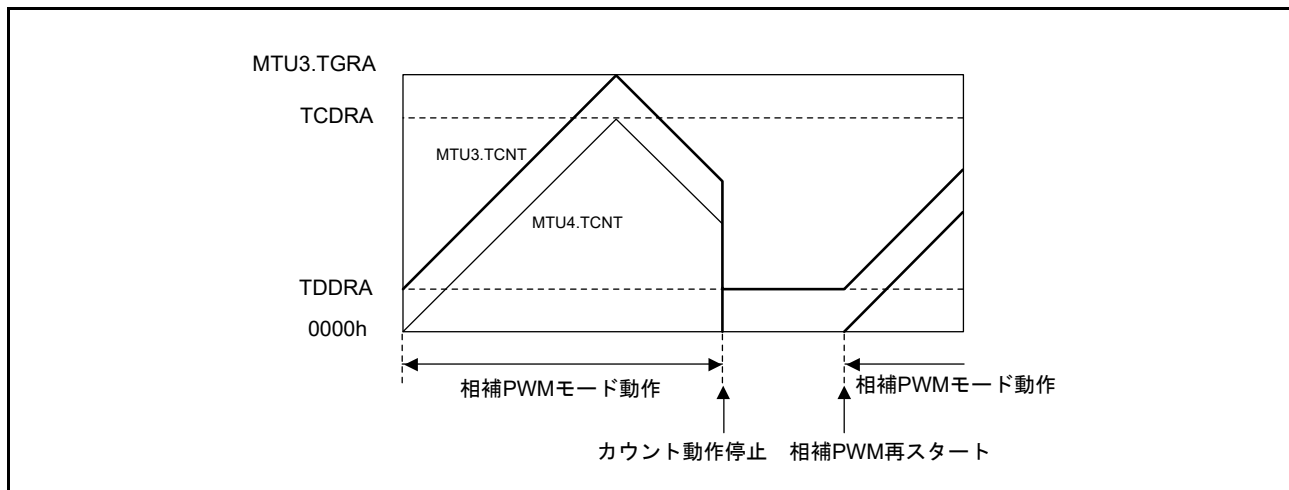 MTU3.TGRA
TCDRA
MTU3.TCNT
MTU4.TCNT
TDDRA
0000h
相補PWMモード動作
相補PWMモード動作
カウント動作停止
相補PWM再スタート